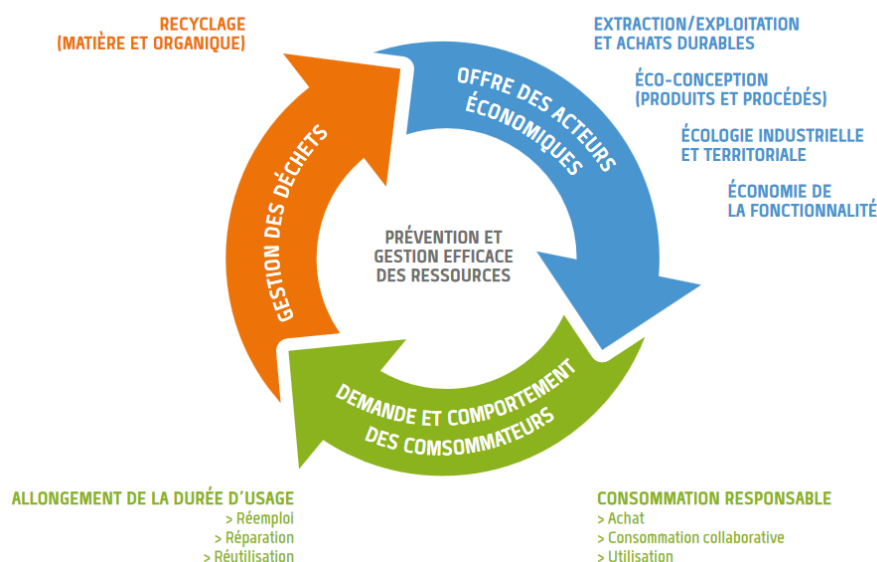 RECYCLAGE
(MATIÈRE ET ORGANIQUE)
EXTRACTION/EXPLOITATION
ET ACHATS DURABLES
ÉCO-CONCEPTION
(PRODUITS ET PROCÉDÉS)
ÉCOLOGIE INDUSTRIELLE
ET TERRITORIALE
ÉCONOMIE DE
LA FONCTIONNALITÉ
OFFRE DES ACTEURS
ÉCONOMIQUES
GESTION DES DÉCHETS
PRÉVENTION ET
GESTION EFFICACE
DES RESSOURCES
DEMANDE ET COMPORTEMENT
DES COMSOMMATEURS
ALLONGEMENT DE LA DURÉE D'USAGE
> Réemploi
> Réparation
> Réutilisation
CONSOMMATION RESPONSABLE
> Achat
> Consommation collaborative
> Utilisation